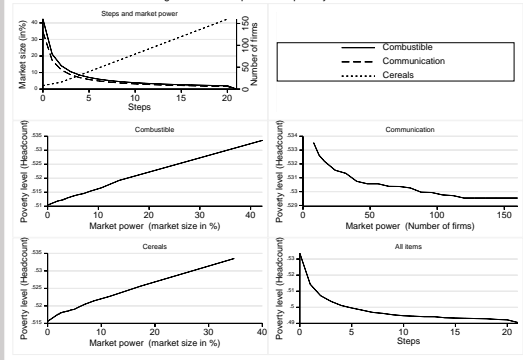 Steps and market power
Market size (in%)
40
30
20
10
0
0
50
100
150
Number of firms
0
5
10
15
20
Steps
Combustible
Communication
Cereals
Combustible
Poverty level (Headcount)
.535
.53
.525
.52
.515
.51
0
10
20
30
40
Market power (market size in %)
Communication
Poverty level (Headcount)
.534
.533
.532
.531
.53
.529
0
50
100
150
Market power (Number of firms)
Cereals
Poverty level (Headcount)
.535
.53
.525
.52
.515
0
10
20
30
40
Market power (market size in %)
All items
Poverty level (Headcount)
.53
.52
.51
.5
.49
0
5
10
15
20
Steps